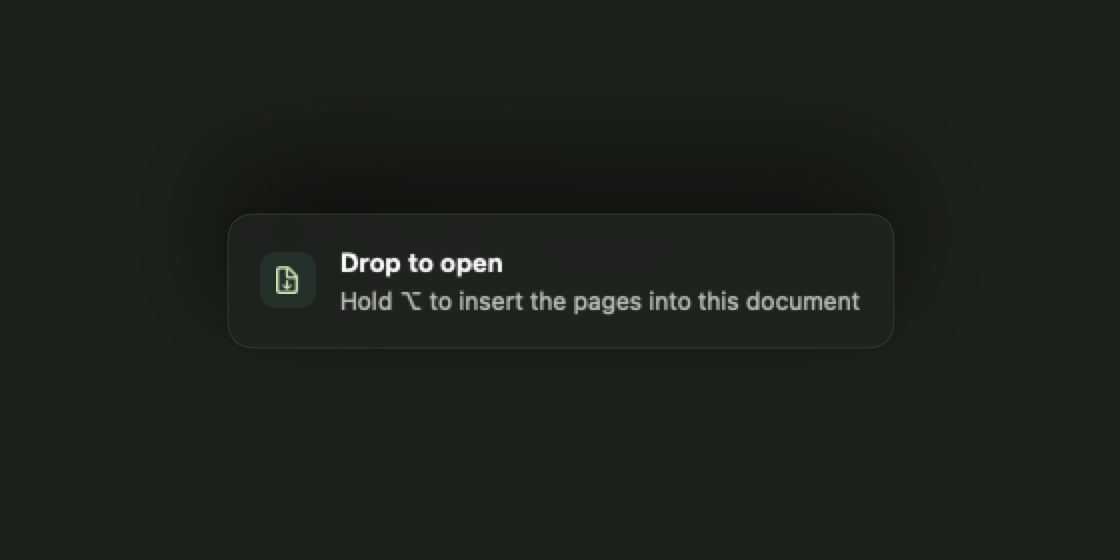 Drop to open
Hold ⌥ to insert the pages into this document